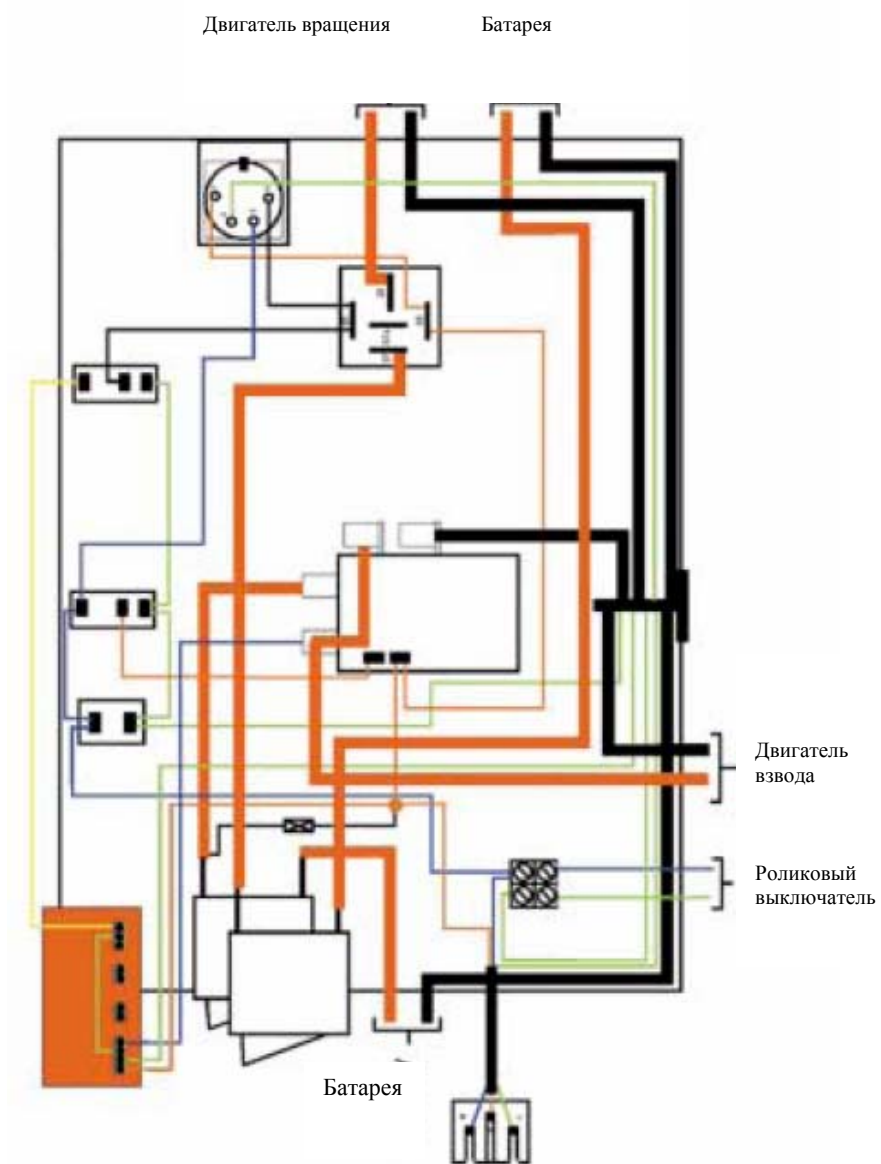 Двигатель вращения
Батарея
Двигатель
взвода
Роликовый
выключатель
Батарея